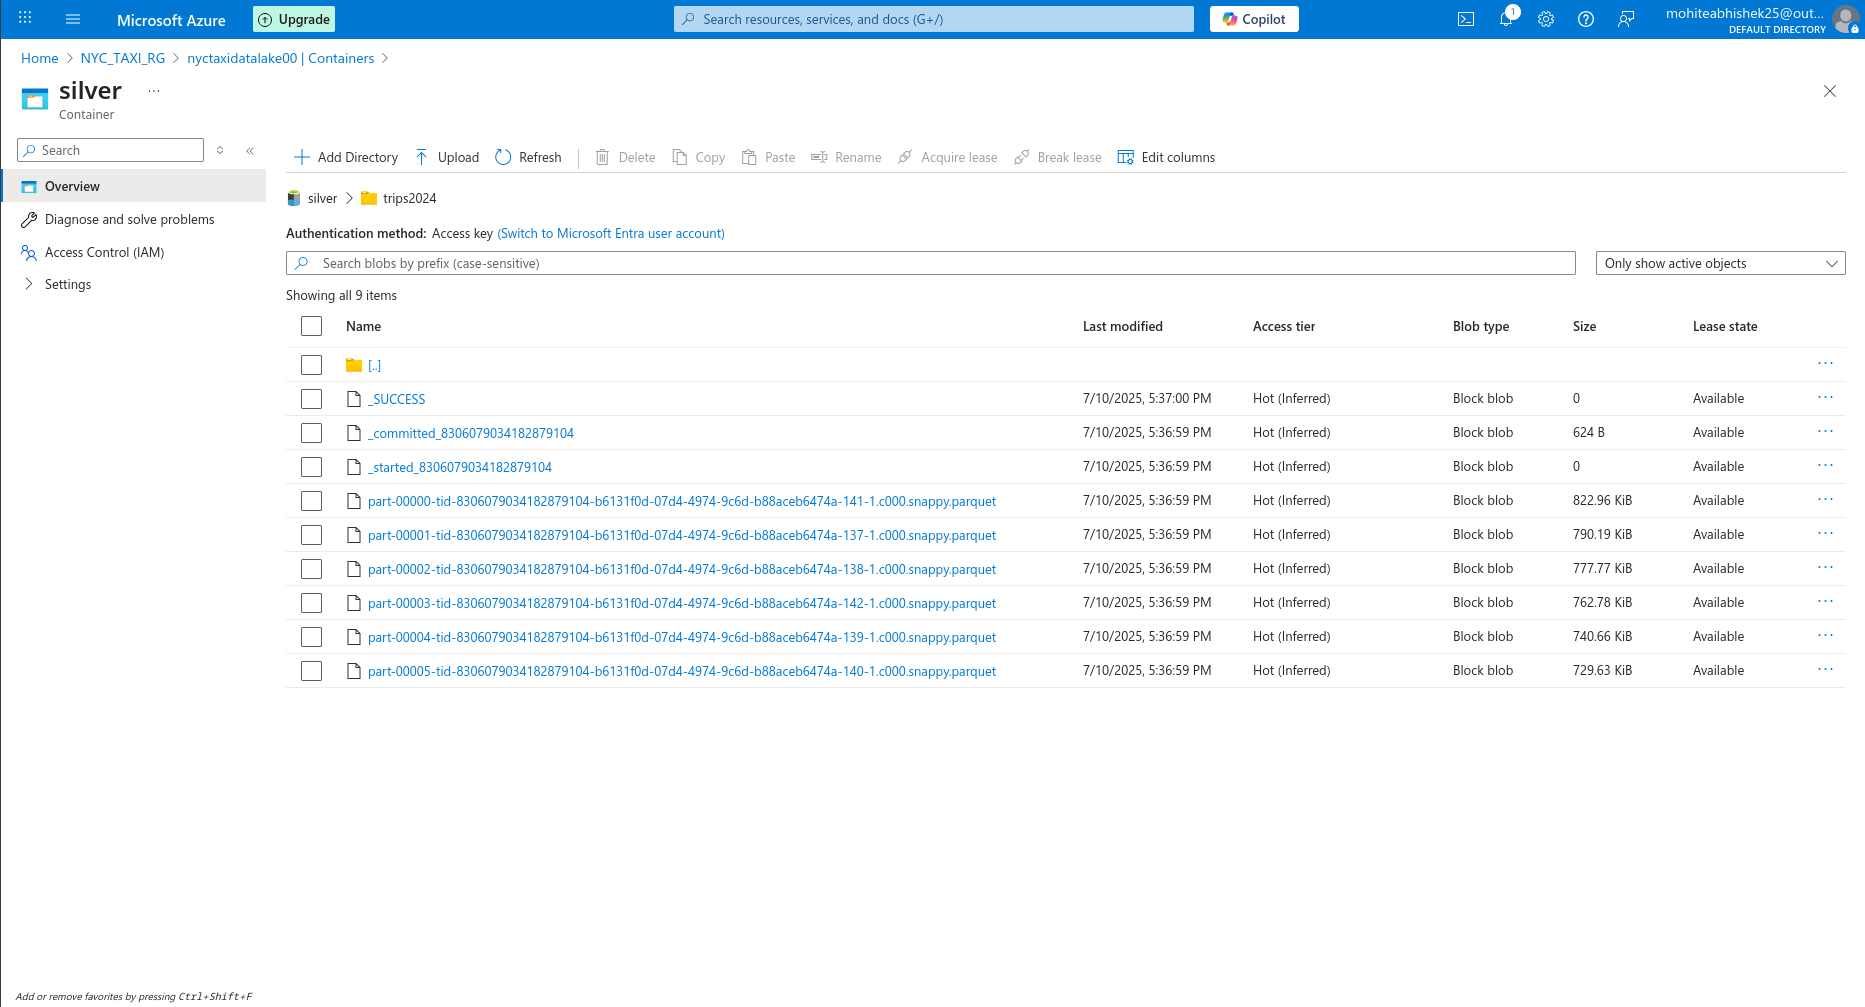 Microsoft Azure
Upgrade
Search resources, services, and docs (G+/)
Copilot
1
mohiteabhishek25@out...
DEFAULT DIRECTORY
Home > NYC_TAXI_RG > nyctaxidatalake00 | Containers >
silver ...
Container
Search
Overview
Diagnose and solve problems
Access Control (IAM)
Settings
Add Directory Upload Refresh Delete Copy Paste Rename Acquire lease Break lease Edit columns
silver > trips2024
Authentication method: Access key (Switch to Microsoft Entra user account)
Search blobs by prefix (case-sensitive)
Only show active objects
Showing all 9 items
Name Last modified Access tier Blob type Size Lease state
[..]
_SUCCESS 7/10/2025, 5:37:00 PM Hot (Inferred) Block blob 0 Available
_committed_8306079034182879104 7/10/2025, 5:36:59 PM Hot (Inferred) Block blob 624 B Available
_started_8306079034182879104 7/10/2025, 5:36:59 PM Hot (Inferred) Block blob 0 Available
part-00000-tid-8306079034182879104-b6131f0d-07d4-4974-9c6d-b88aceb6474a-141-1.c000.snappy.parquet 7/10/2025, 5:36:59 PM Hot (Inferred) Block blob 822.96 KiB Available
part-00001-tid-8306079034182879104-b6131f0d-07d4-4974-9c6d-b88aceb6474a-137-1.c000.snappy.parquet 7/10/2025, 5:36:59 PM Hot (Inferred) Block blob 790.19 KiB Available
part-00002-tid-8306079034182879104-b6131f0d-07d4-4974-9c6d-b88aceb6474a-138-1.c000.snappy.parquet 7/10/2025, 5:36:59 PM Hot (Inferred) Block blob 777.77 KiB Available
part-00003-tid-8306079034182879104-b6131f0d-07d4-4974-9c6d-b88aceb6474a-142-1.c000.snappy.parquet 7/10/2025, 5:36:59 PM Hot (Inferred) Block blob 762.78 KiB Available
part-00004-tid-8306079034182879104-b6131f0d-07d4-4974-9c6d-b88aceb6474a-139-1.c000.snappy.parquet 7/10/2025, 5:36:59 PM Hot (Inferred) Block blob 740.66 KiB Available
part-00005-tid-8306079034182879104-b6131f0d-07d4-4974-9c6d-b88aceb6474a-140-1.c000.snappy.parquet 7/10/2025, 5:36:59 PM Hot (Inferred) Block blob 729.63 KiB Available
Add or remove favorites by pressing Ctrl+Shift+F